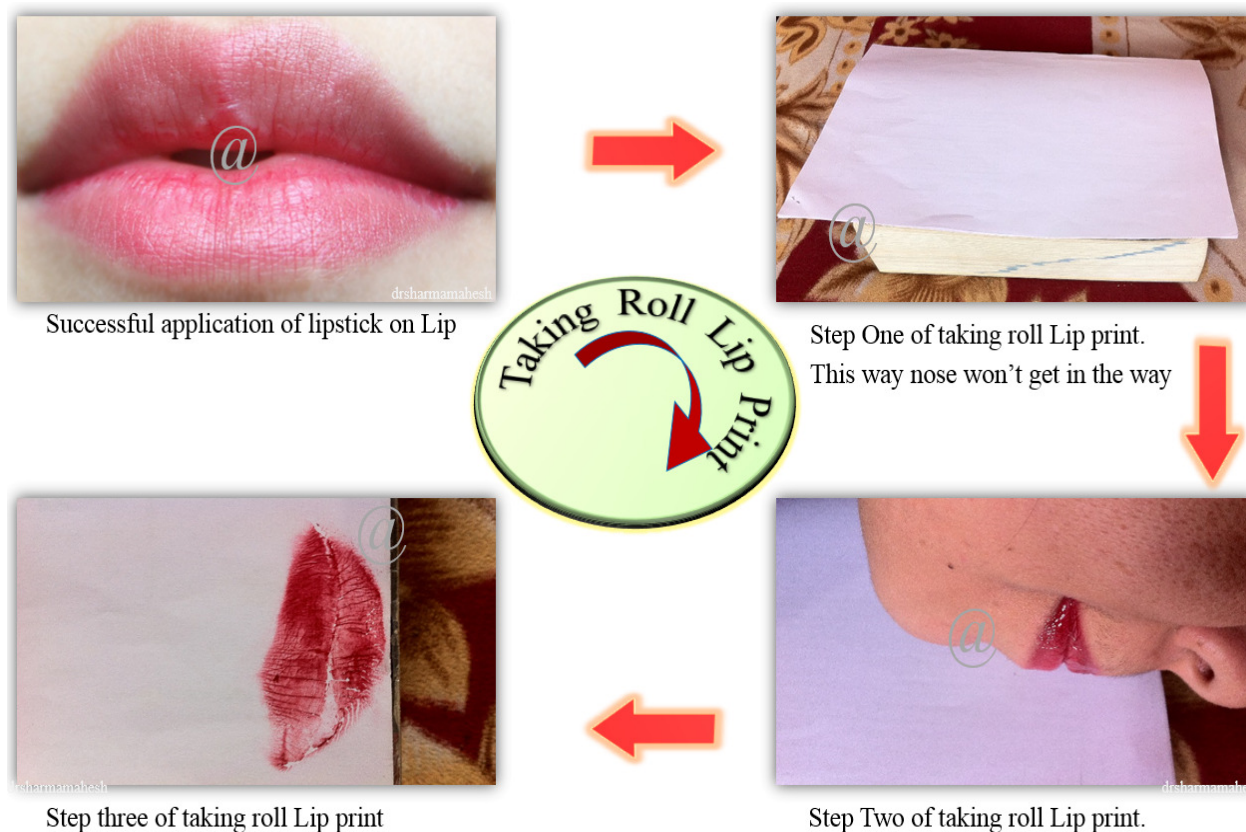 @
drsharmamahesh
Successful application of lipstick on Lip
@
Step One of taking roll Lip print.
This way nose won’t get in the way
Taking Roll Lip Print
@
drsharmamahesh
Step three of taking roll Lip print
@
drsharmamahe
Step Two of taking roll Lip print.